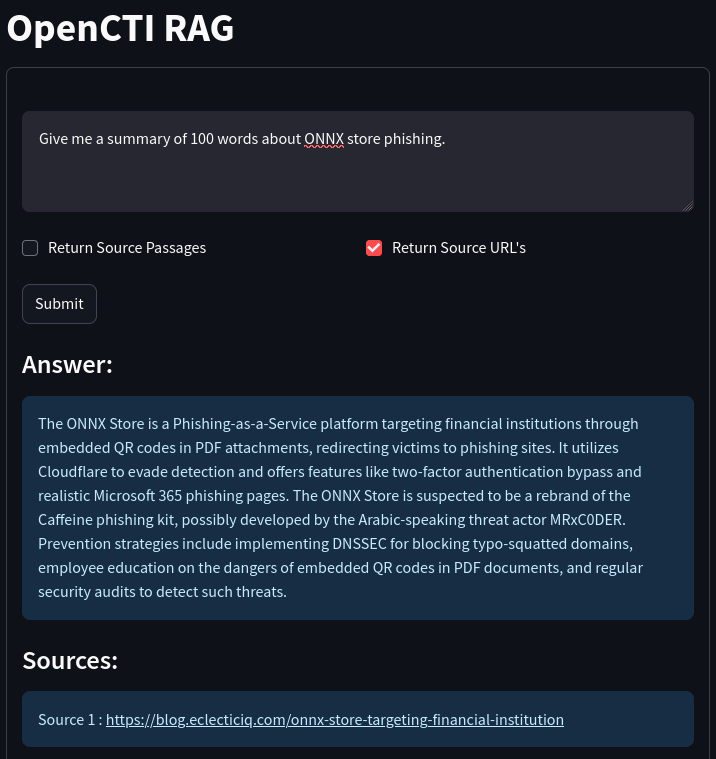 OpenCTI RAG
Give me a summary of 100 words about ONNX store phishing.
Return Source Passages
Return Source URL's
Submit
Answer:
The ONNX Store is a Phishing-as-a-Service platform targeting financial institutions through
embedded QR codes in PDF attachments, redirecting victims to phishing sites. It utilizes
Cloudflare to evade detection and offers features like two-factor authentication bypass and
realistic Microsoft 365 phishing pages. The ONNX Store is suspected to be a rebrand of the
Caffeine phishing kit, possibly developed by the Arabic-speaking threat actor MRxC0DER.
Prevention strategies include implementing DNSSEC for blocking typo-squatted domains,
employee education on the dangers of embedded QR codes in PDF documents, and regular
security audits to detect such threats.
Sources:
Source 1 : https://blog.eclecticiq.com/onnx-store-targeting-financial-institution